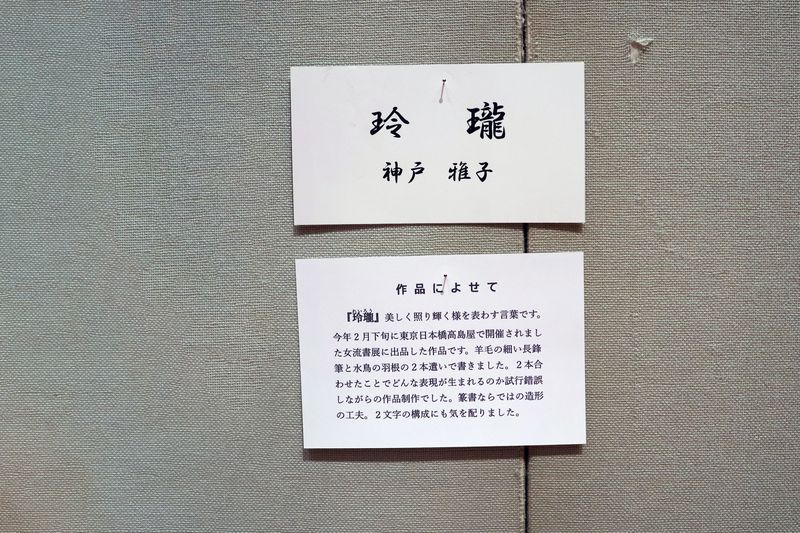 玲瓏
神戸 雅子
作品によせて
『玲瓏』美しく照り輝く様を表わす言葉です。
今年２月下旬に東京日本橋高島屋で開催されまし
た女流書展に出品した作品です。羊毛の細い長鋒
筆と水鳥の羽根の２本遣いで書きました。２本合
わせたことでどんな表現が生まれるのか試行錯誤
しながらの作品制作でした。篆書ならではの造形
の工夫。２文字の構成にも気を配りました。